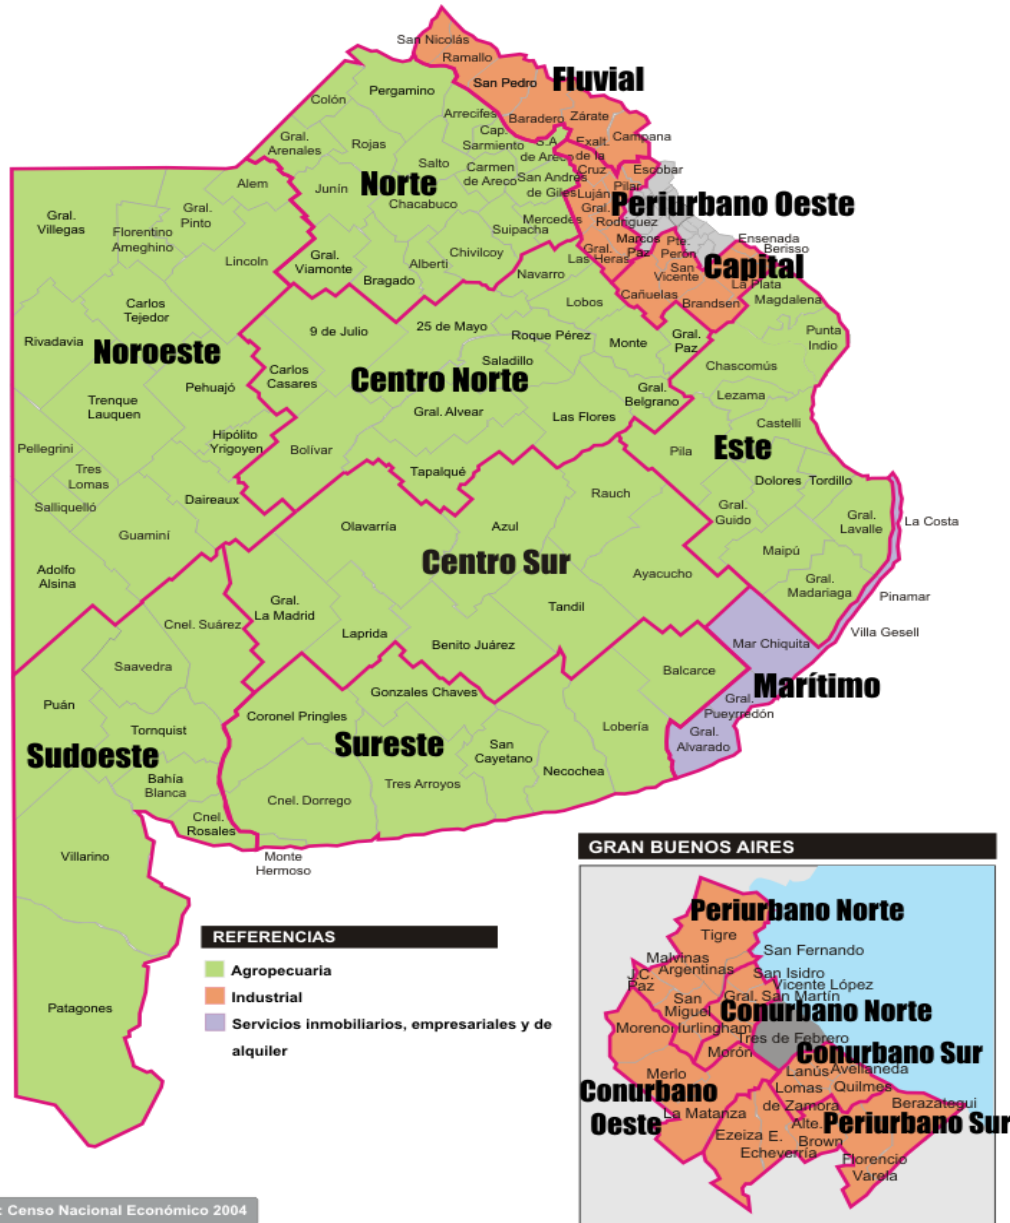 San Nicolás
Ramallo
Fluvial
San Pedro
Pergamino
Colón
Arrecifes
Baradero
Zárate
Cap.
Sarmiento
Campana
Gral.
Arenales
Rojas
S.A.
de Areco
Exalt.
de la
Cruz
Salto
Carmen
de Areco
San Andrés
de Giles
Escobar
Alem
Junín
Norte
Chacabuco
Luján
Pilar
Gral.
Rodríguez
Periurbano Oeste
Gral.
Villegas
Florentino
Ameghino
Gral.
Pinto
Mercedes
Suipacha
Marcos
Paz
Pte.
Perón
Ensenada
Berisso
Lincoln
Gral.
Viamonte
Bragado
Alberti
Chivilcoy
Navarro
Gral.
Las Heras
San
Vicente
Capital
La Plata
Cañuelas
Brandsen
Magdalena
Carlos
Tejedor
Lobos
Rivadavia
Noroeste
9 de Julio
25 de Mayo
Roque Pérez
Monte
Gral.
Paz
Punta
Indio
Saladillo
Chascomús
Pehuajó
Carlos
Casares
Centro Norte
Gral.
Belgrano
Lezama
Trenque
Lauquen
Gral. Alvear
Las Flores
Castelli
Pellegrini
Hipólito
Yrigoyen
Bolívar
Pila
Este
Tres
Lomas
Tapalqué
Dolores
Tordillo
Salliquelló
Daireaux
Rauch
Gral.
Guido
Gral.
Lavalle
La Costa
Guaminí
Olavarría
Azul
Centro Sur
Maipú
Adolfo
Alsina
Ayacucho
Gral.
Madariaga
Pinamar
Gral.
La Madrid
Tandil
Cnel. Suárez
Laprida
Benito Juárez
Villa Gesell
Mar Chiquita
Saavedra
Balcarce
Marítimo
Puán
Gonzales Chaves
Gral.
Pueyrredón
Coronel Pringles
Tornquist
Sureste
Lobería
Gral.
Alvarado
Sudoeste
San
Cayetano
Necochea
Bahía
Blanca
Tres Arroyos
Cnel. Dorrego
Cnel.
Rosales
Villarino
Monte
Hermoso
Patagones
REFERENCIAS
Agropecuaria
Industrial
Servicios inmobiliarios, empresariales y de
alquiler
GRAN BUENOS AIRES
Periurbano Norte
Tigre
San Fernando
Malvinas
Argentinas
J.C.
Paz
San Isidro
Vicente López
San
Miguel
Gral. San Martín
Conurbano Norte
Moreno
Hurlingham
Tres de Febrero
Morón
Conurbano Sur
Merlo
Lanús
Avellaneda
Conurbano
Oeste
Lomas
de Zamora
Quilmes
Berazategui
La Matanza
Alte.
Brown
Periurbano Sur
Ezeiza
E.
Echeverría
Florencio
Varela
: Censo Nacional Económico 2004